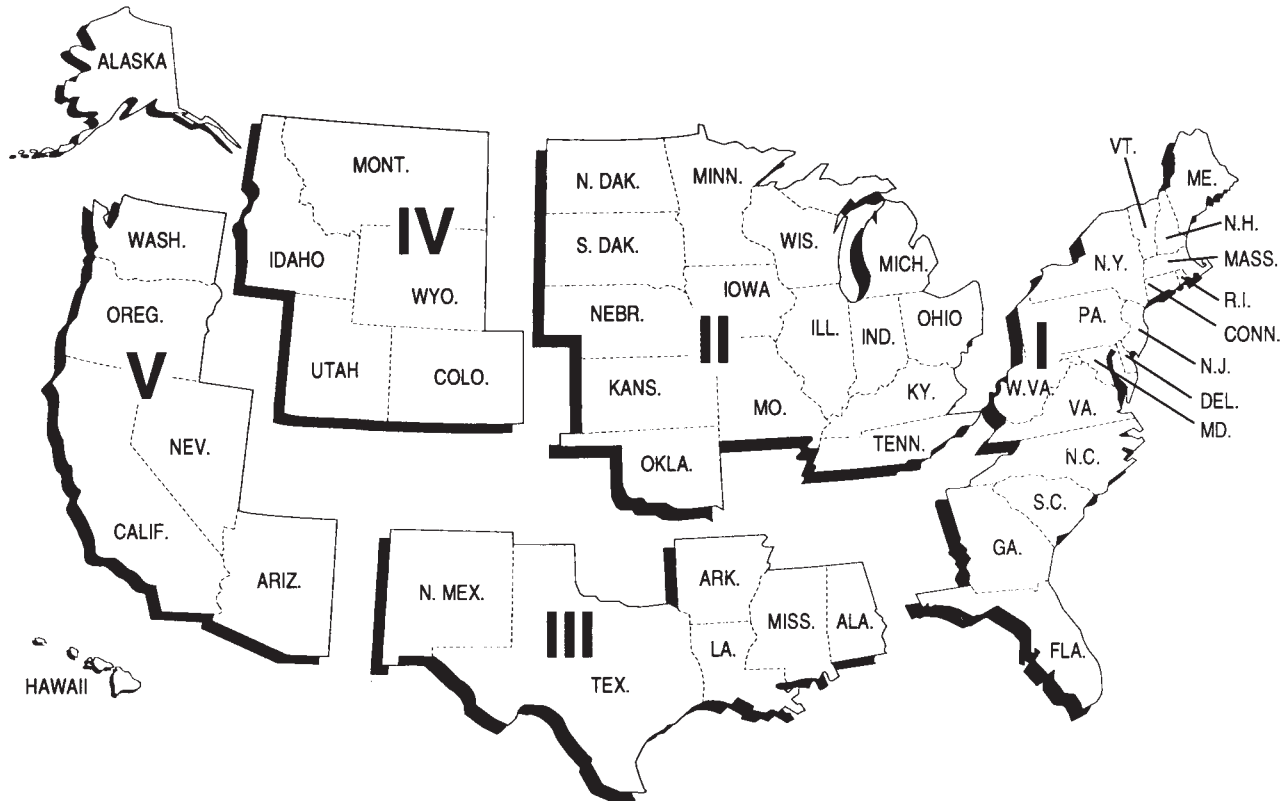 ALASKA
WASH.
OREG.
V
NEV.
CALIF.
ARIZ.
HAWAII
MONT.
IV
IDAHO
WYO.
UTAH
COLO.
N. DAK.
MINN.
S. DAK.
WIS.
MICH.
IOWA
NEBR.
II
ILL.
IND.
OHIO
KANS.
MO.
KY.
TENN.
OKLA.
N. MEX.
III
TEX.
ARK.
LA.
MISS.
ALA.
VT.
ME.
N.H.
MASS.
N.Y.
R.I.
CONN.
PA.
I
N.J.
W.VA
DEL.
VA.
MD.
N.C.
S.C.
GA.
FLA.